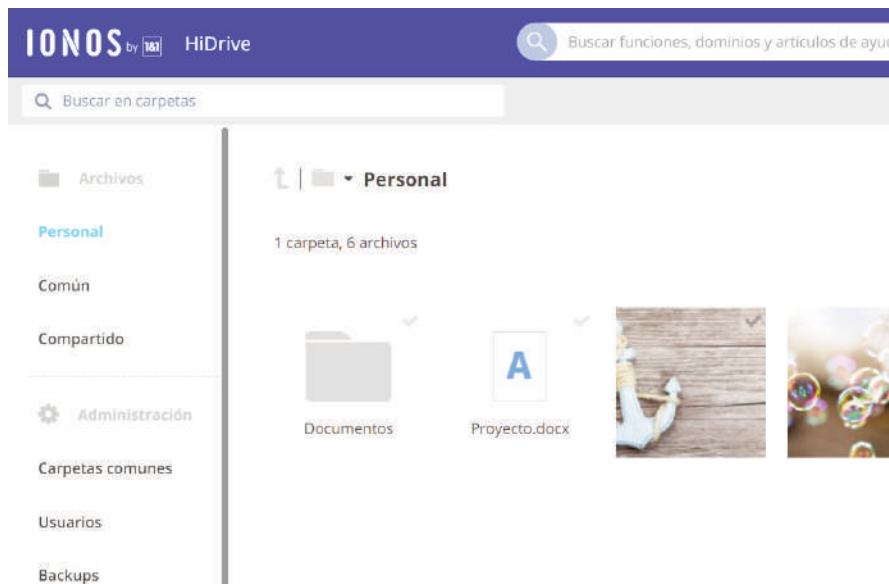 IONOS by 1&1 HiDrive
Buscar funciones, dominios y artículos de
Buscar en carpetas
Archivos
Personal
Común
Compartido
Administración
Carpetas comunes
Usuarios
Backups
Personal
1 carpeta, 6 archivos
Documentos
A
Proyecto.docx